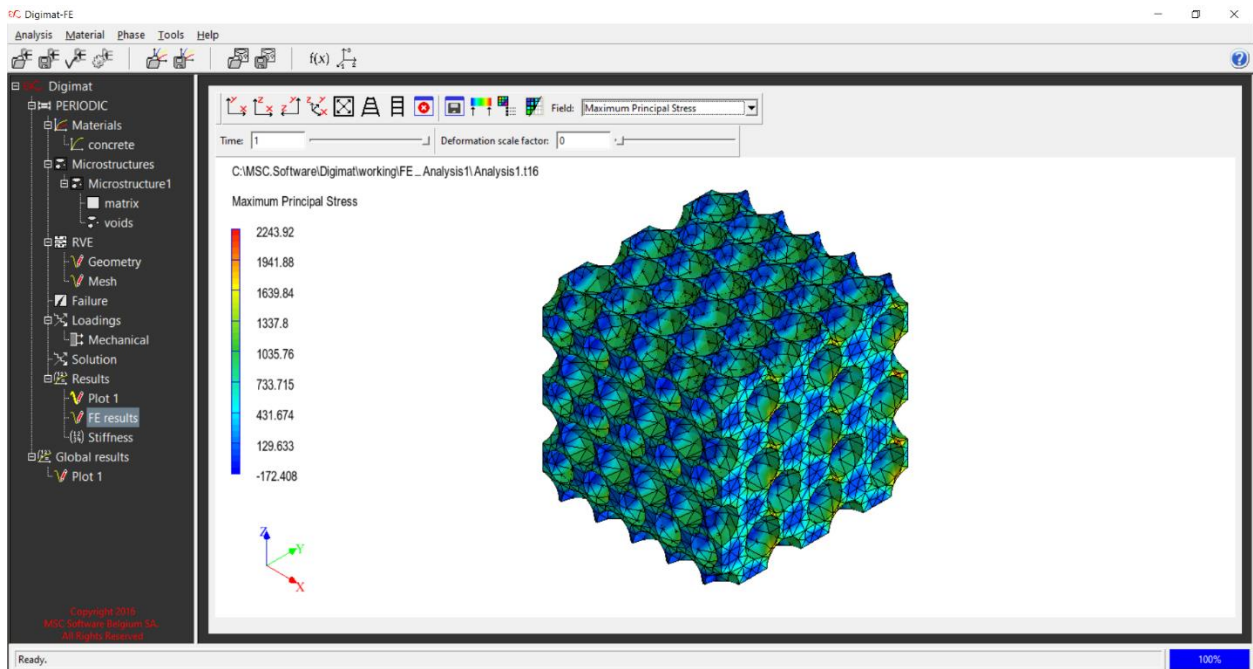 Digimat-FE
Analysis Material Phase Tools Help
f(x)
Digimat
PERIODIC
Materials
concrete
Microstructures
Microstructure1
matrix
voids
RVE
Geometry
Mesh
Failure
Loadings
Mechanical
Solution
Results
Plot 1
FE results
Stiffness
Global results
Plot 1
Copyright 2019
MSC Software Belgium SA.
All Rights Reserved
Field: Maximum Principal Stress
Time: 1 Deformation scale factor: 0
C:\MSC.Software\Digimat\working\FE_Analysis1\Analysis1.t16
Maximum Principal Stress
2243.92
1941.88
1639.84
1337.8
1035.76
733.715
431.674
129.633
-172.408
Z
Y
X
Ready. 100%